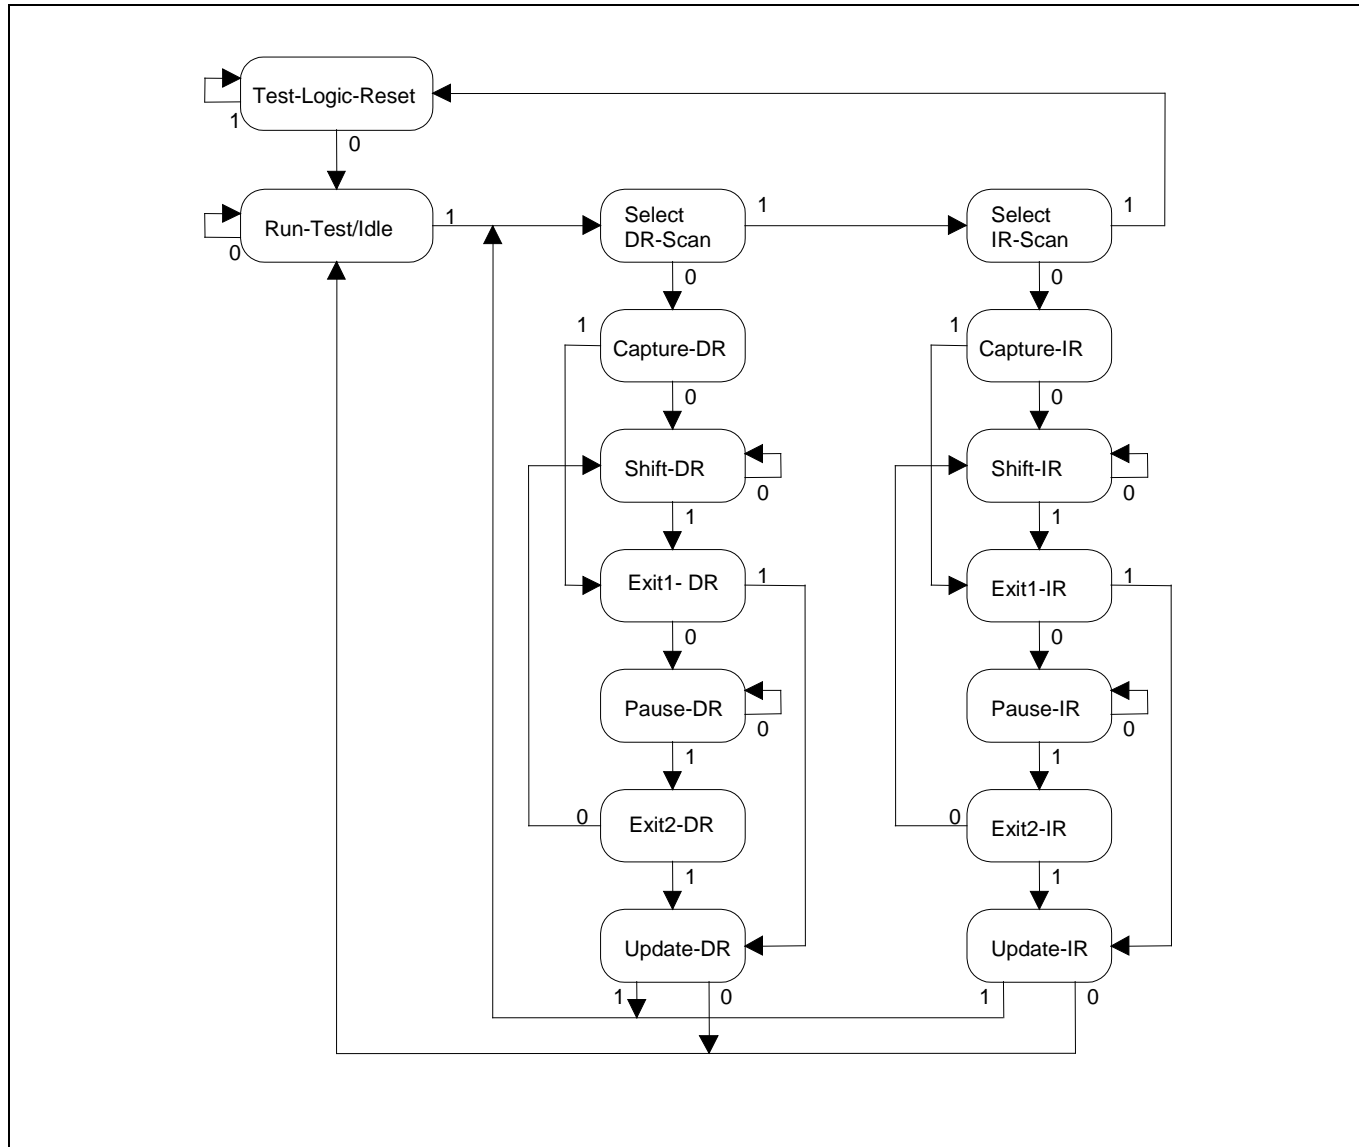 Test-Logic-Reset
1
0
Run-Test/Idle
0
1
Select
DR-Scan
1
0
Select
IR-Scan
1
0
1
Capture-DR
0
1
Capture-IR
0
Shift-DR
0
1
Shift-IR
0
1
Exit1- DR
1
0
Exit1-IR
1
0
Pause-DR
0
1
Pause-IR
0
1
0
Exit2-DR
1
0
Exit2-IR
1
Update-DR
1
0
Update-IR
1
0